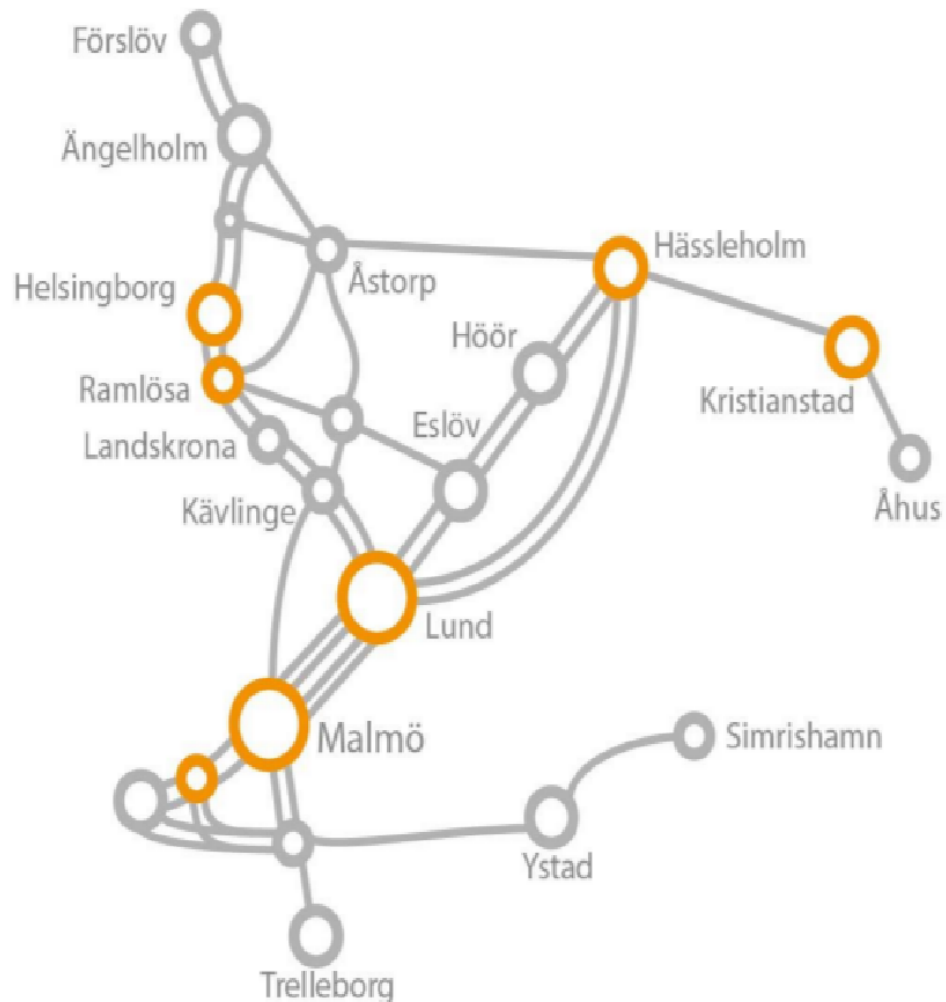 Förslöv
Ängelholm
Hässleholm
Åstorp
Helsingborg
Höör
Ramlösa
Kristianstad
Eslöv
Landskrona
Åhus
Kävlinge
Lund
Malmö
Simrishamn
Ystad
Trelleborg